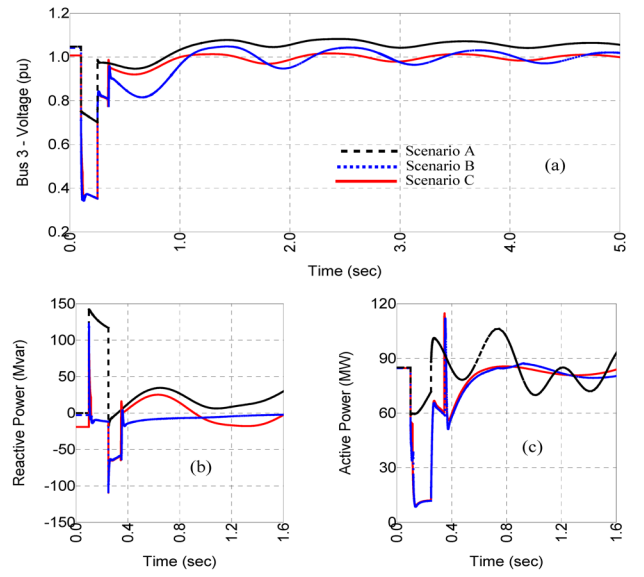 1.2
1.0
0.8
0.6
0.4
0.2
Bus 3 - Voltage (pu)
Scenario A
Scenario B
Scenario C
(a)
0.0
1.0
2.0
3.0
4.0
5.0
Time (sec)
150
100
50
0
-50
-100
-150
Reactive Power (Mvar)
(b)
0.0
0.4
0.8
1.2
1.6
Time (sec)
120
90
60
30
0
Active Power (MW)
(c)
0.0
0.4
0.8
1.2
1.6
Time (sec)